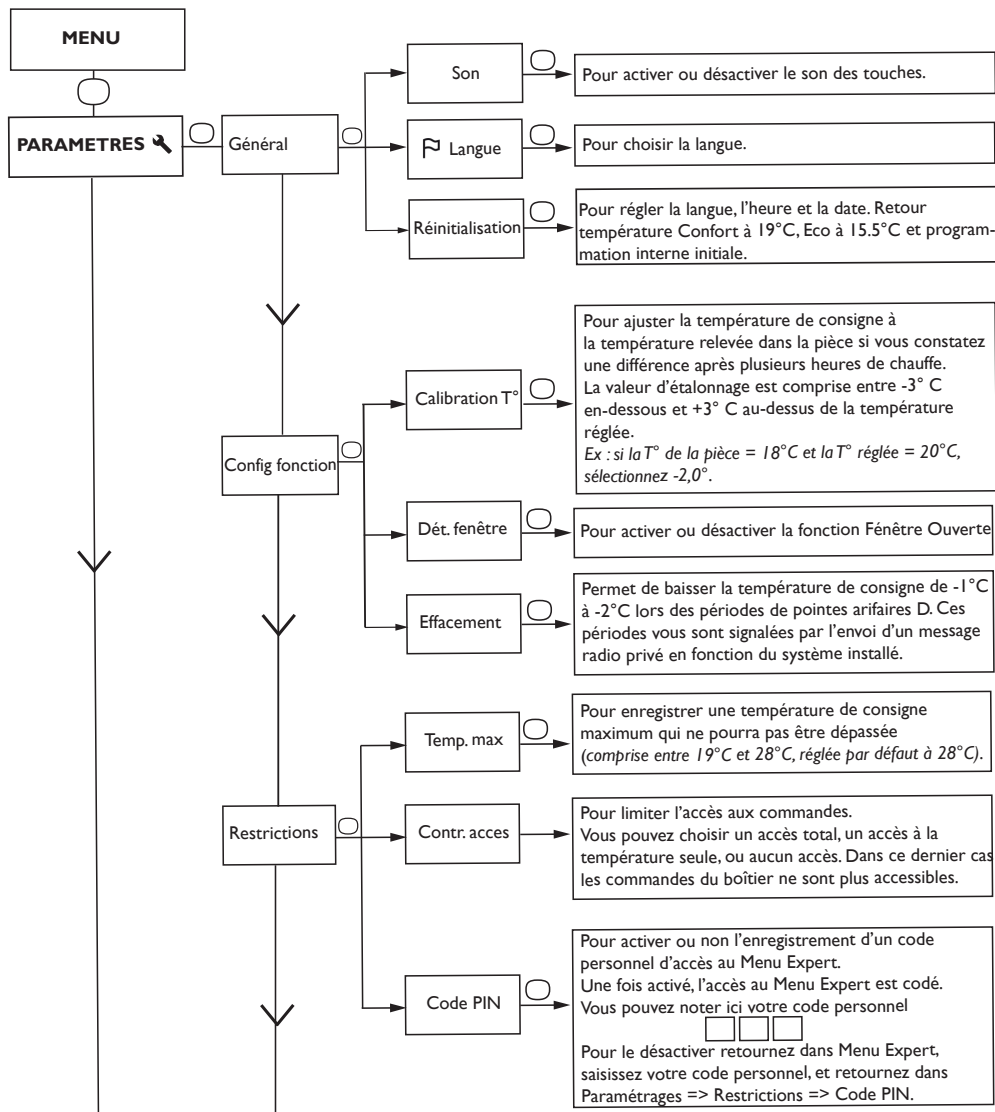 MENU
PARAMETRES
Général
Son
Pour activer ou désactiver le son des touches.
Langue
Pour choisir la langue.
Réinitialisation
Pour régler la langue, l'heure et la date. Retour
température Confort à 19°C, Eco à 15.5°C et program-
mation interne initiale.
Config fonction
Calibration T°
Pour ajuster la température de consigne à
la température relevée dans la pièce si vous constatez
une différence après plusieurs heures de chauffe.
La valeur d'étalonnage est comprise entre -3° C
en-dessous et +3° C au-dessus de la température
réglée.
Ex : si la T° de la pièce = 18°C et la T° réglée = 20°C,
sélectionnez -2,0°.
Dét. fenêtre
Pour activer ou désactiver la fonction Fénêtre Ouverte
Effacement
Permet de baisser la température de consigne de -1°C
à -2°C lors des périodes de pointes arifaires D. Ces
périodes vous sont signalées par l'envoi d'un message
radio privé en fonction du système installé.
Restrictions
Temp. max
Pour enregistrer une température de consigne
maximum qui ne pourra pas être dépassée
(comprise entre 19°C et 28°C, réglée par défaut à 28°C).
Contr. acces
Pour limiter l'accès aux commandes.
Vous pouvez choisir un accès total, un accès à la
température seule, ou aucun accès. Dans ce dernier cas
les commandes du boîtier ne sont plus accessibles.
Code PIN
Pour activer ou non l'enregistrement d'un code
personnel d'accès au Menu Expert.
Une fois activé, l'accès au Menu Expert est codé.
Vous pouvez noter ici votre code personnel
Pour le désactiver retournez dans Menu Expert,
saisissez votre code personnel, et retournez dans
Paramétrages => Restrictions => Code PIN.